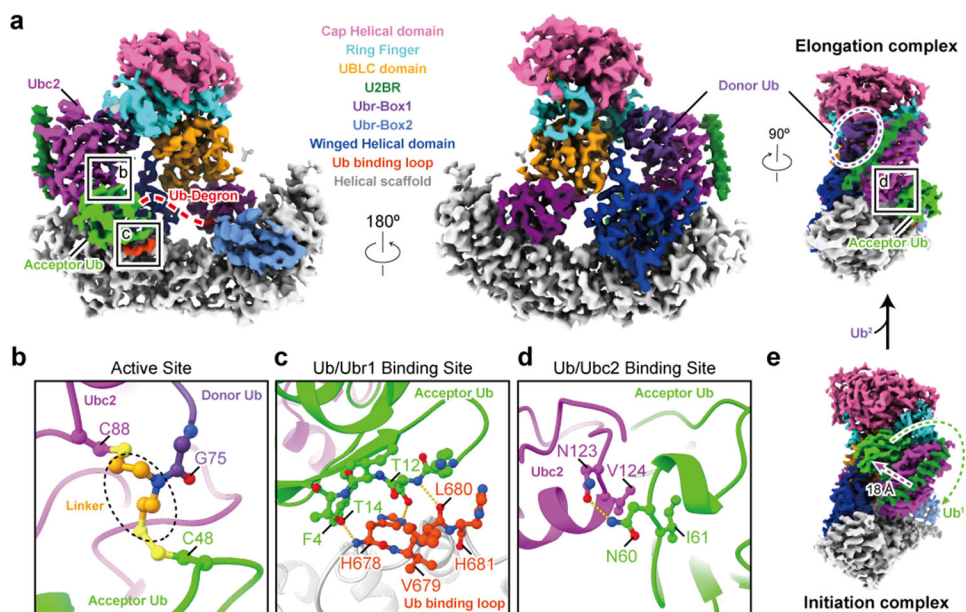 a
Cap Helical domain
Ring Finger
UBLC domain
U2BR
Ubr-Box1
Ubr-Box2
Winged Helical domain
Ub binding loop
Helical scaffold
Ubc2
b
Ub-Degron
c
Acceptor Ub
180º
Donor Ub
90º
Elongation complex
d
Acceptor Ub
Ub²
b
Active Site
Ubc2
Donor Ub
C88
G75
Linker
C48
Acceptor Ub
c
Ub/Ubr1 Binding Site
Acceptor Ub
T12
T14
L680
F4
H678
H681
V679
Ub binding loop
d
Ub/Ubc2 Binding Site
Acceptor Ub
N123
Ubc2
V124
N60
I61
e
18 Å
Ub¹
Initiation complex